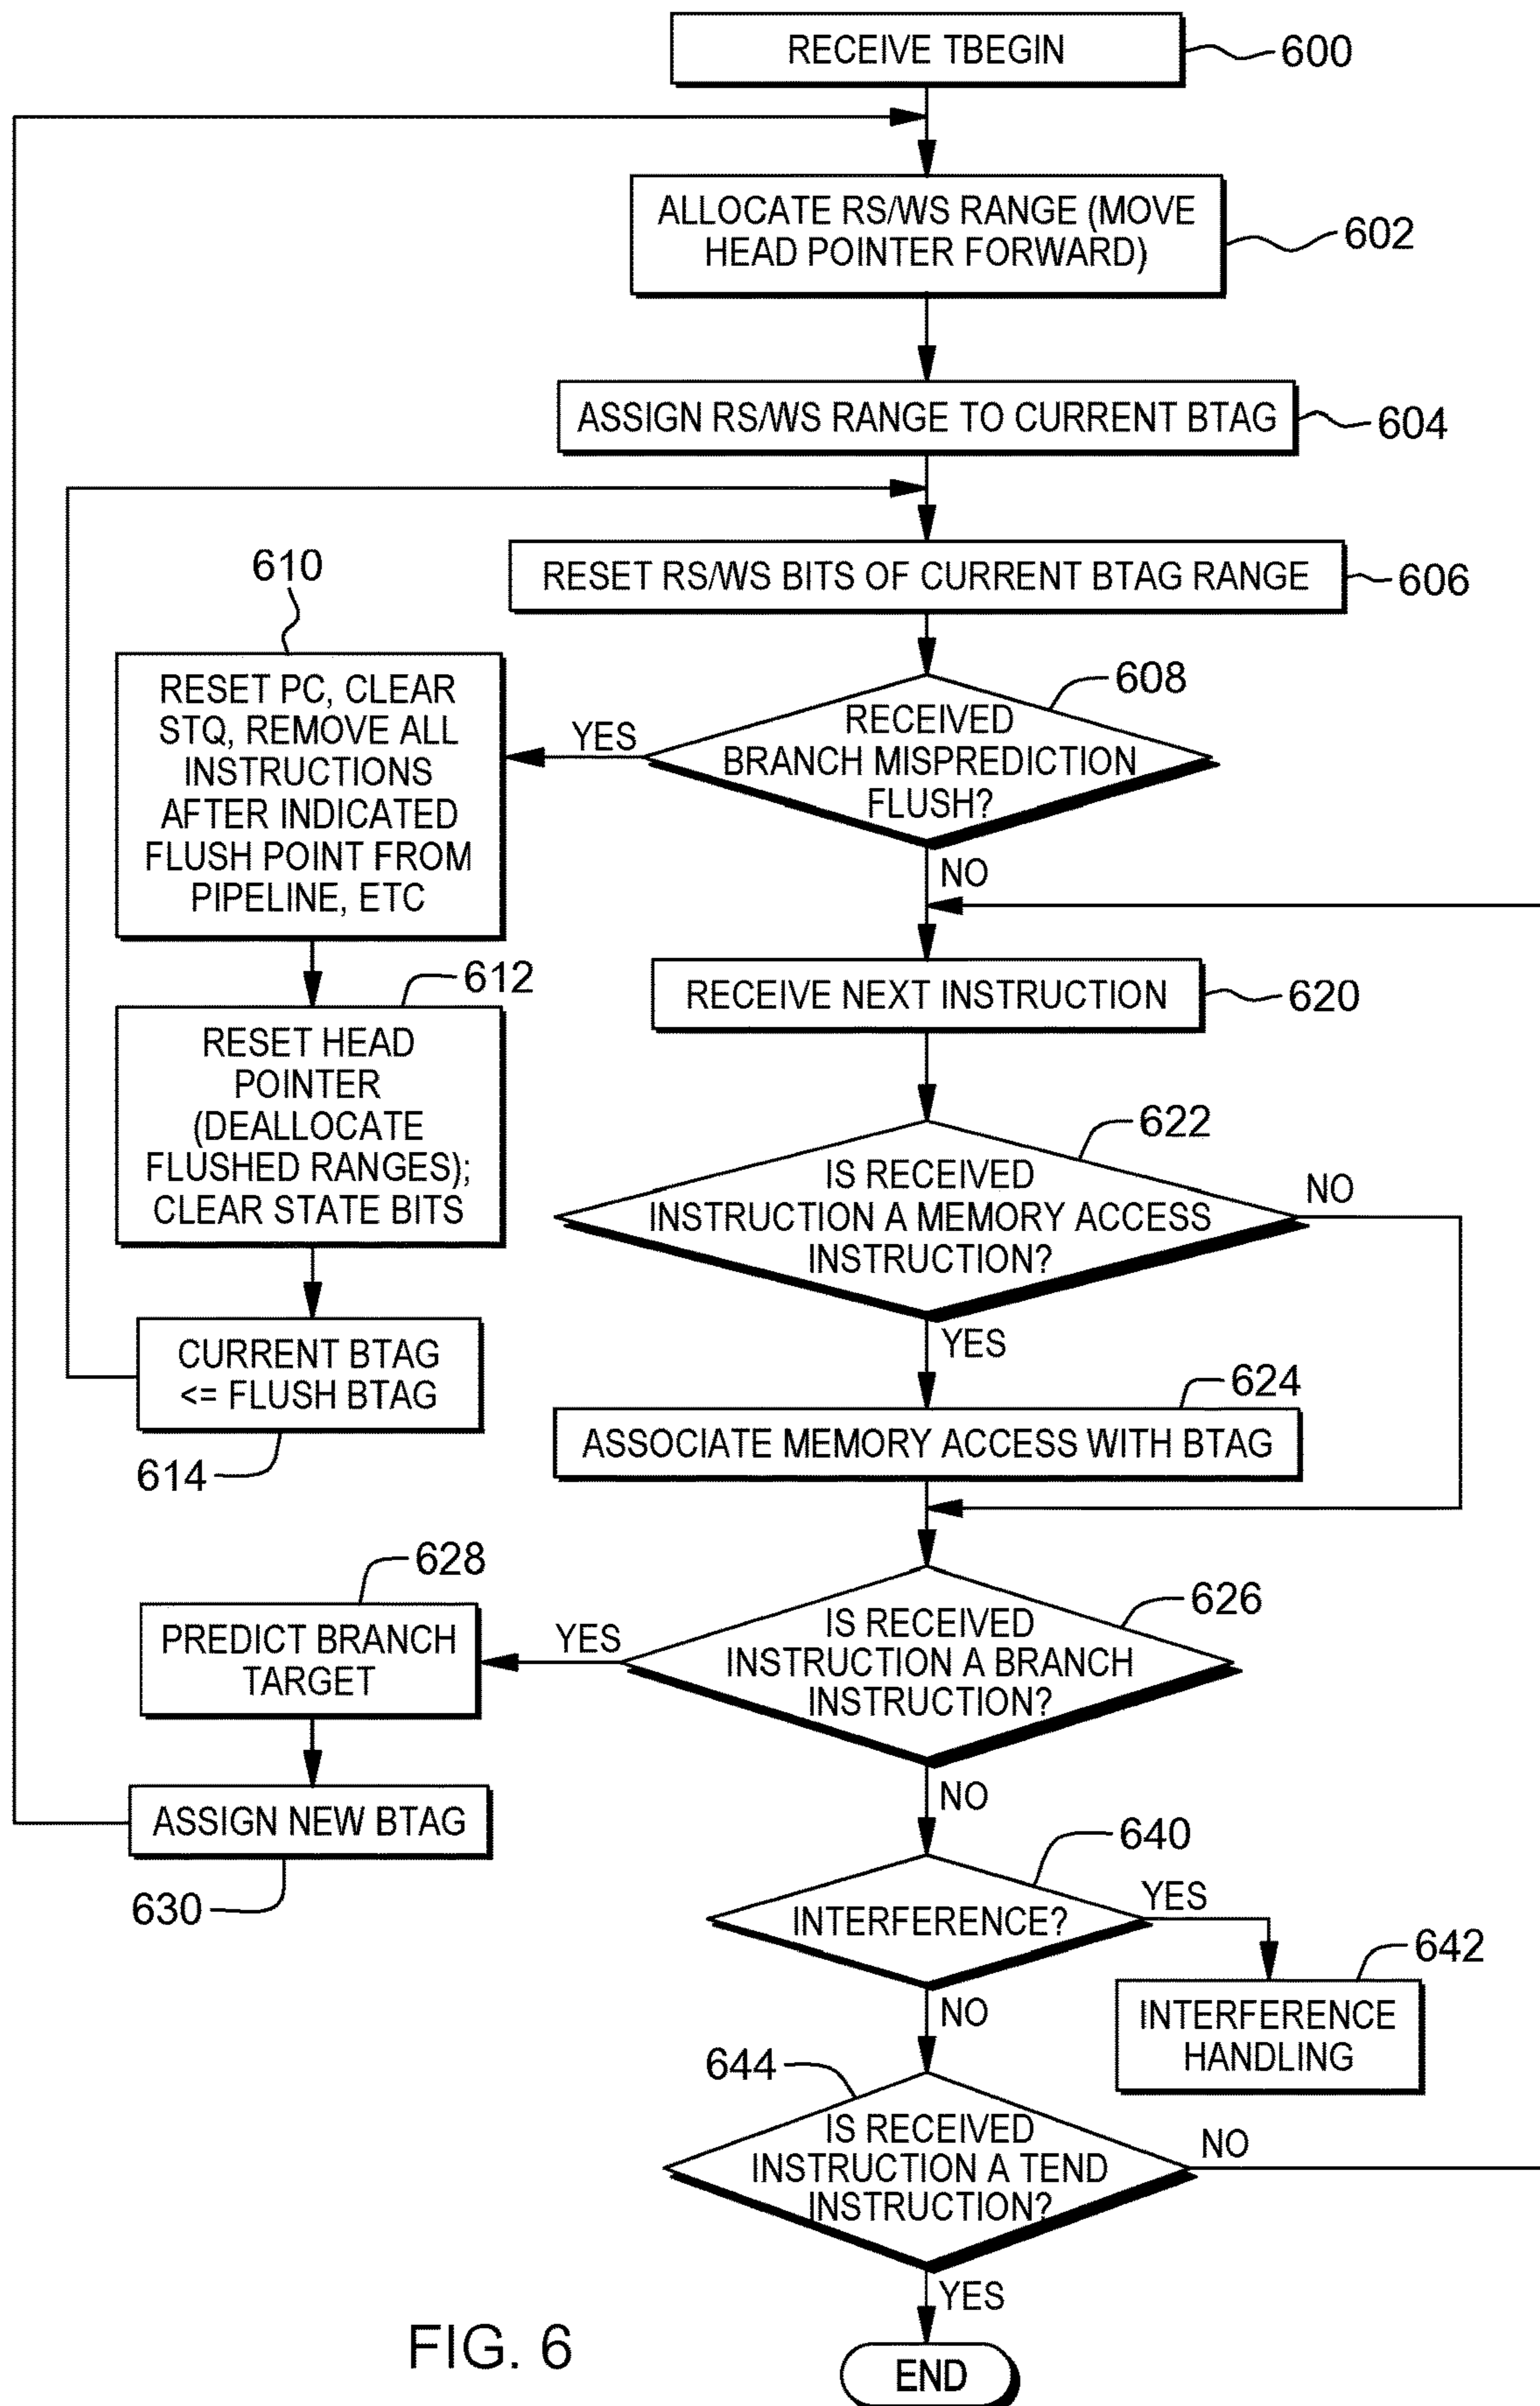 RECEIVE TBEGIN
600
ALLOCATE RS/WS RANGE (MOVE
HEAD POINTER FORWARD)
602
ASSIGN RS/WS RANGE TO CURRENT BTAG
604
RESET RS/WS BITS OF CURRENT BTAG RANGE
606
608
RECEIVED
BRANCH MISPREDICTION
FLUSH?
YES
NO
610
RESET PC, CLEAR
STQ, REMOVE ALL
INSTRUCTIONS
AFTER INDICATED
FLUSH POINT FROM
PIPELINE, ETC
612
RESET HEAD
POINTER
(DEALLOCATE
FLUSHED RANGES);
CLEAR STATE BITS
CURRENT BTAG
<= FLUSH BTAG
614
RECEIVE NEXT INSTRUCTION
620
622
IS RECEIVED
INSTRUCTION A MEMORY ACCESS
INSTRUCTION?
NO
YES
624
ASSOCIATE MEMORY ACCESS WITH BTAG
626
IS RECEIVED
INSTRUCTION A BRANCH
INSTRUCTION?
YES
NO
628
PREDICT BRANCH
TARGET
ASSIGN NEW BTAG
630
640
INTERFERENCE?
YES
NO
642
INTERFERENCE
HANDLING
644
IS RECEIVED
INSTRUCTION A TEND
INSTRUCTION?
NO
YES
END
FIG. 6